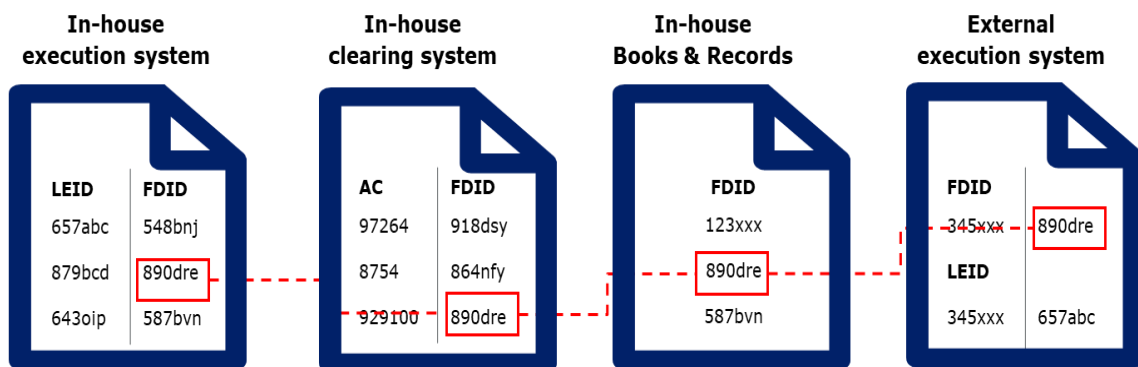 In-house
execution system
LEID FDID
657abc 548bnj
879bcd 890dre
643oip 587bvn
In-house
clearing system
AC FDID
97264 918dsy
8754 864nfy
929100 890dre
In-house
Books & Records
FDID
123xxx
890dre
587bvn
External
execution system
FDID
345xxx 890dre
LEID
345xxx 657abc